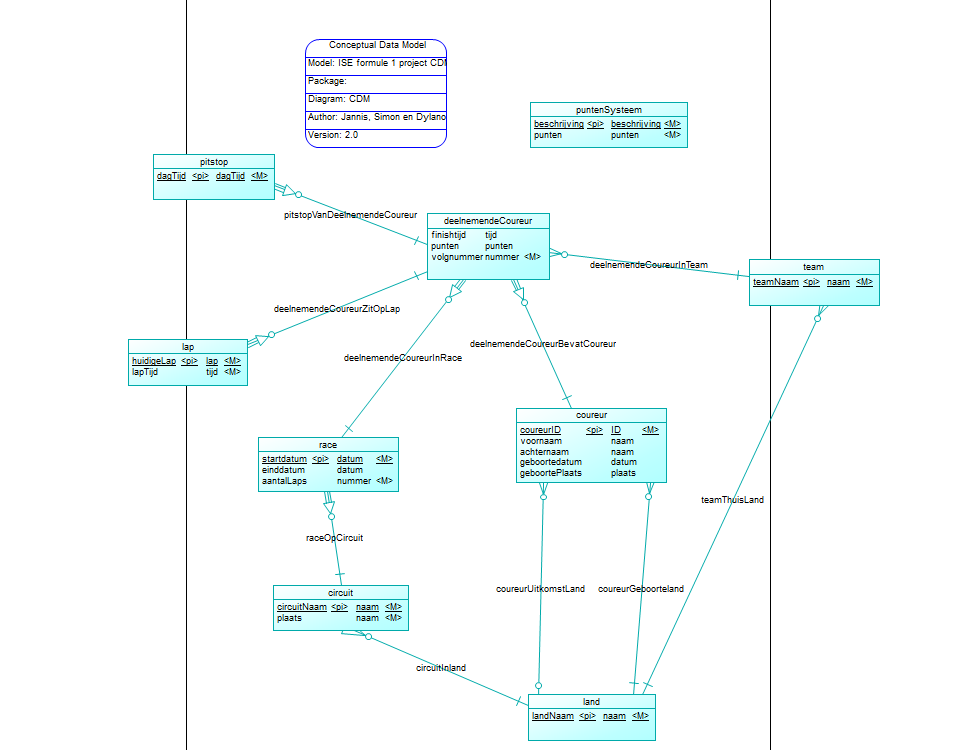 Conceptual Data Model
Model: ISE formule 1 project CDM
Package:
Diagram: CDM
Author: Jannis, Simon en Dylano
Version: 2.0
puntenSysteem
beschrijving <pi> beschrijving <M>
punten punten <M>
pitstop
dagTijd <pi> dagTijd <M>
pitstopVanDeelnemendeCoureur
deelnemendeCoureur
finishtijd tijd
punten punten
volgnummer nummer <M>
deelnemendeCoureurInTeam
team
teamNaam <pi> naam <M>
deelnemendeCoureurZitOpLap
lap
huidigeLap <pi> lap <M>
lapTijd tijd <M>
deelnemendeCoureurInRace
deelnemendeCoureurBevatCoureur
coureur
coureurID <pi> ID <M>
voornaam naam
achternaam naam
geboortedatum datum
geboortePlaats plaats
race
startdatum <pi> datum <M>
einddatum datum
aantalLaps nummer <M>
teamThuisLand
raceOpCircuit
circuit
circuitNaam <pi> naam <M>
plaats naam <M>
coureurUitkomstLand
coureurGeboorteland
circuitInland
land
landNaam <pi> naam <M>